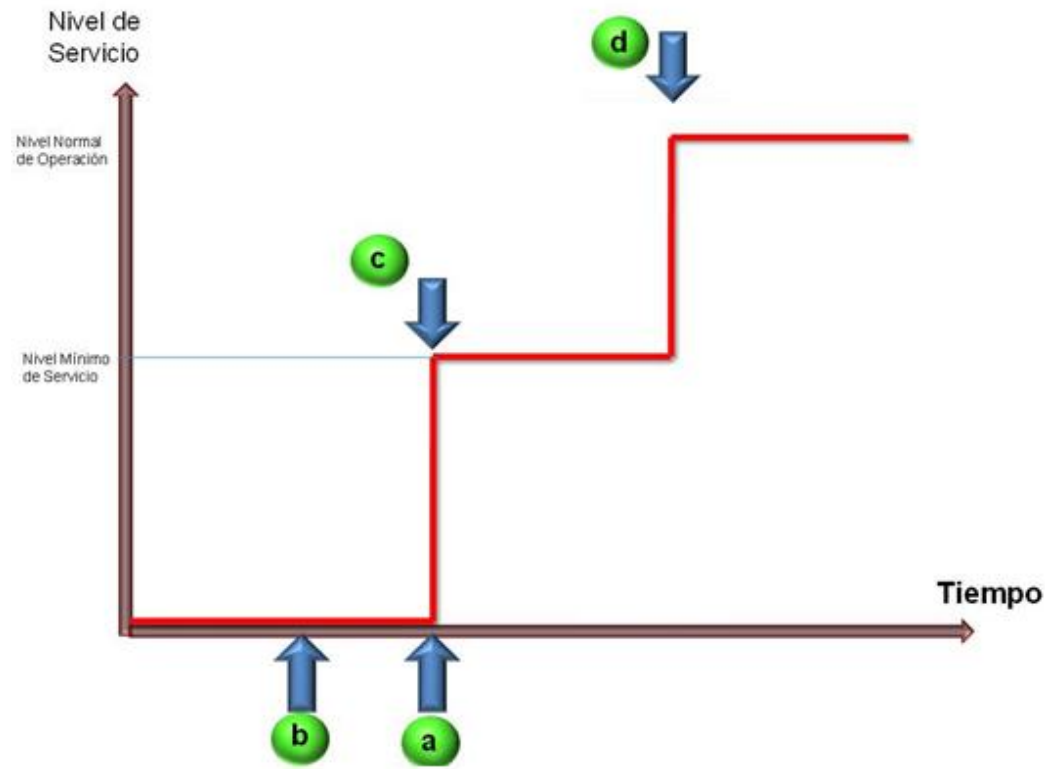 Nivel de
Servicio
d
Nivel Normal
de Operación
c
Nivel Mínimo
de Servicio
Tiempo
b
a